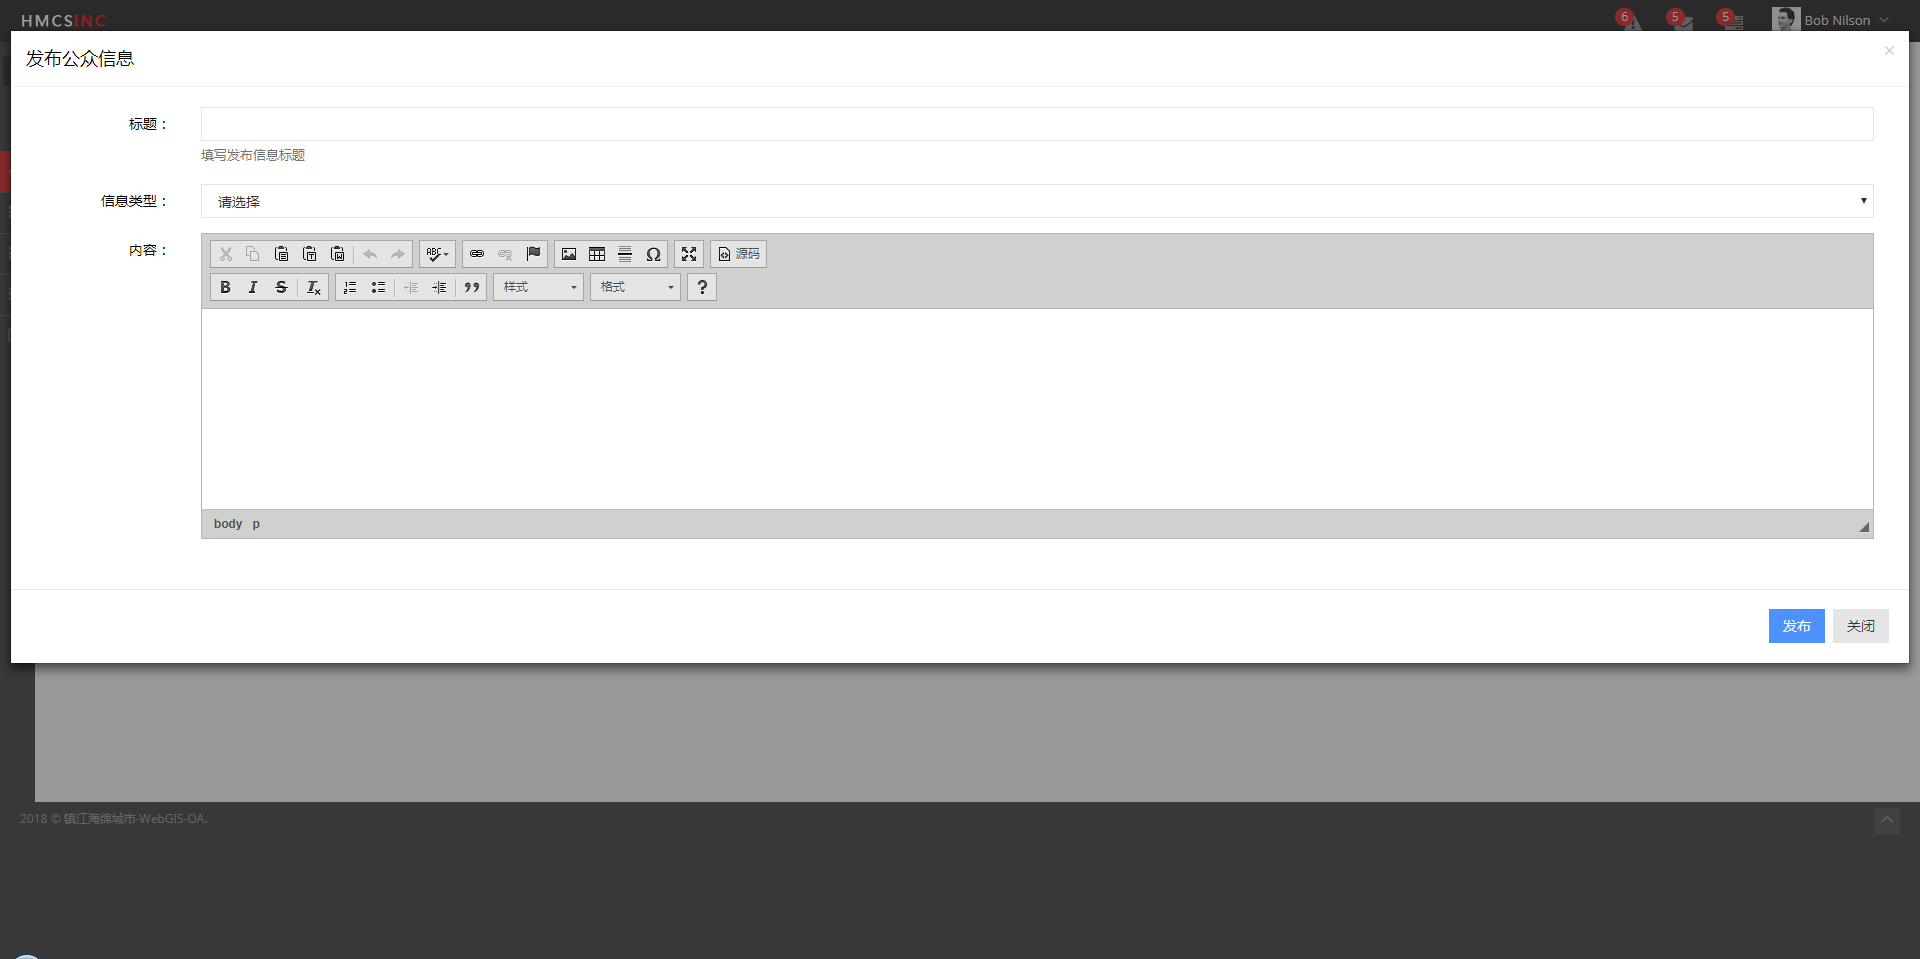 HMCSINC
6
5
5
Bob Nilson
发布公众信息
×
标题：
填写发布信息标题
信息类型：
请选择
内容：
ABC
源码
B I S Tx
样式
格式
?
body p
发布
关闭
2018 © 镇江海绵城市-WebGIS-OA.